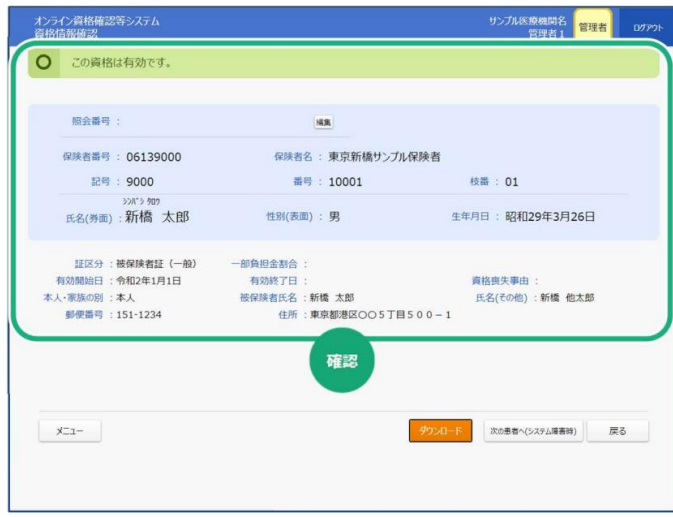 オンライン資格確認等システム
資格情報確認
サンプル医療機関名
管理者1
管理者
ログアウト
この資格は有効です。
照会番号 :
編集
保険者番号 : 06139000 保険者名 : 東京新橋サンプル保険者
記号 : 9000 番号 : 10001 枝番 : 01
シンバシ タロウ
氏名(券面) : 新橋 太郎 性別(表面) : 男 生年月日 : 昭和29年3月26日
証区分 : 被保険者証(一般) 一部負担金割合 :
有効開始日 : 令和2年1月1日 有効終了日 : 資格喪失事由 :
本人・家族の別 : 本人 被保険者氏名 : 新橋 太郎 氏名(その他) : 新橋 他太郎
郵便番号 : 151-1234 住所 : 東京都港区○○5丁目500-1
確認
メニュー ダウンロード 次の患者へ(システム障害時) 戻る